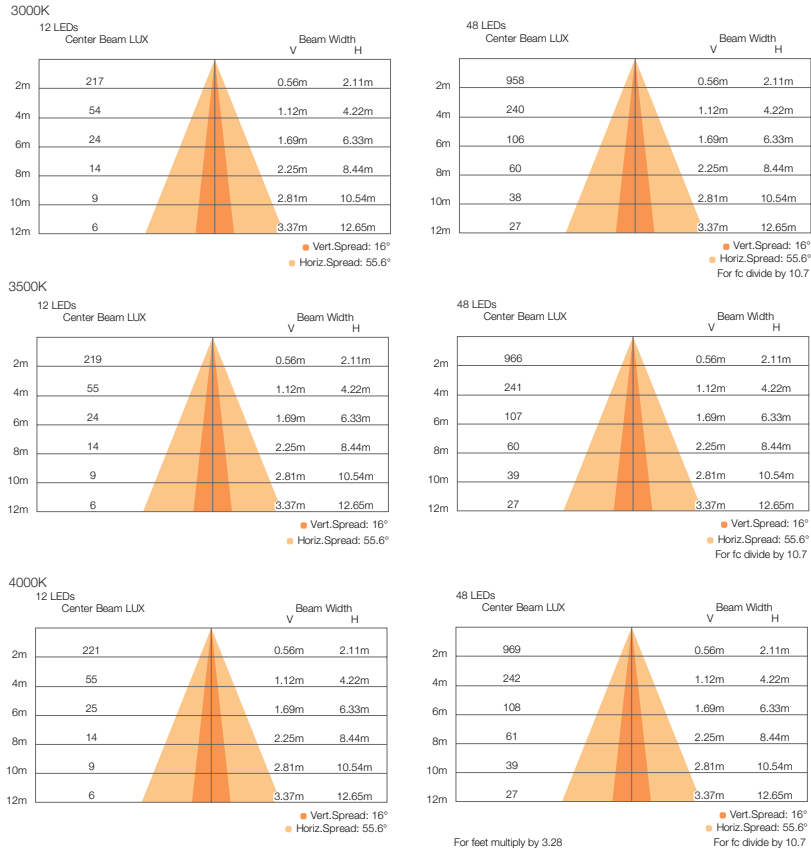 3000K
12 LEDs
Center Beam LUX Beam Width
V H
2m 217 0.56m 2.11m
4m 54 1.12m 4.22m
6m 24 1.69m 6.33m
8m 14 2.25m 8.44m
10m 9 2.81m 10.54m
12m 6 3.37m 12.65m
Vert.Spread: 16°
Horiz.Spread: 55.6°
48 LEDs
Center Beam LUX Beam Width
V H
2m 958 0.56m 2.11m
4m 240 1.12m 4.22m
6m 106 1.69m 6.33m
8m 60 2.25m 8.44m
10m 38 2.81m 10.54m
12m 27 3.37m 12.65m
Vert.Spread: 16°
Horiz.Spread: 55.6°
For fc divide by 10.7
3500K
12 LEDs
Center Beam LUX Beam Width
V H
2m 219 0.56m 2.11m
4m 55 1.12m 4.22m
6m 24 1.69m 6.33m
8m 14 2.25m 8.44m
10m 9 2.81m 10.54m
12m 6 3.37m 12.65m
Vert.Spread: 16°
Horiz.Spread: 55.6°
48 LEDs
Center Beam LUX Beam Width
V H
2m 966 0.56m 2.11m
4m 241 1.12m 4.22m
6m 107 1.69m 6.33m
8m 60 2.25m 8.44m
10m 39 2.81m 10.54m
12m 27 3.37m 12.65m
Vert.Spread: 16°
Horiz.Spread: 55.6°
For fc divide by 10.7
4000K
12 LEDs
Center Beam LUX Beam Width
V H
2m 221 0.56m 2.11m
4m 55 1.12m 4.22m
6m 25 1.69m 6.33m
8m 14 2.25m 8.44m
10m 9 2.81m 10.54m
12m 6 3.37m 12.65m
Vert.Spread: 16°
Horiz.Spread: 55.6°
48 LEDs
Center Beam LUX Beam Width
V H
2m 969 0.56m 2.11m
4m 242 1.12m 4.22m
6m 108 1.69m 6.33m
8m 61 2.25m 8.44m
10m 39 2.81m 10.54m
12m 27 3.37m 12.65m
Vert.Spread: 16°
Horiz.Spread: 55.6°
For feet multiply by 3.28 For fc divide by 10.7